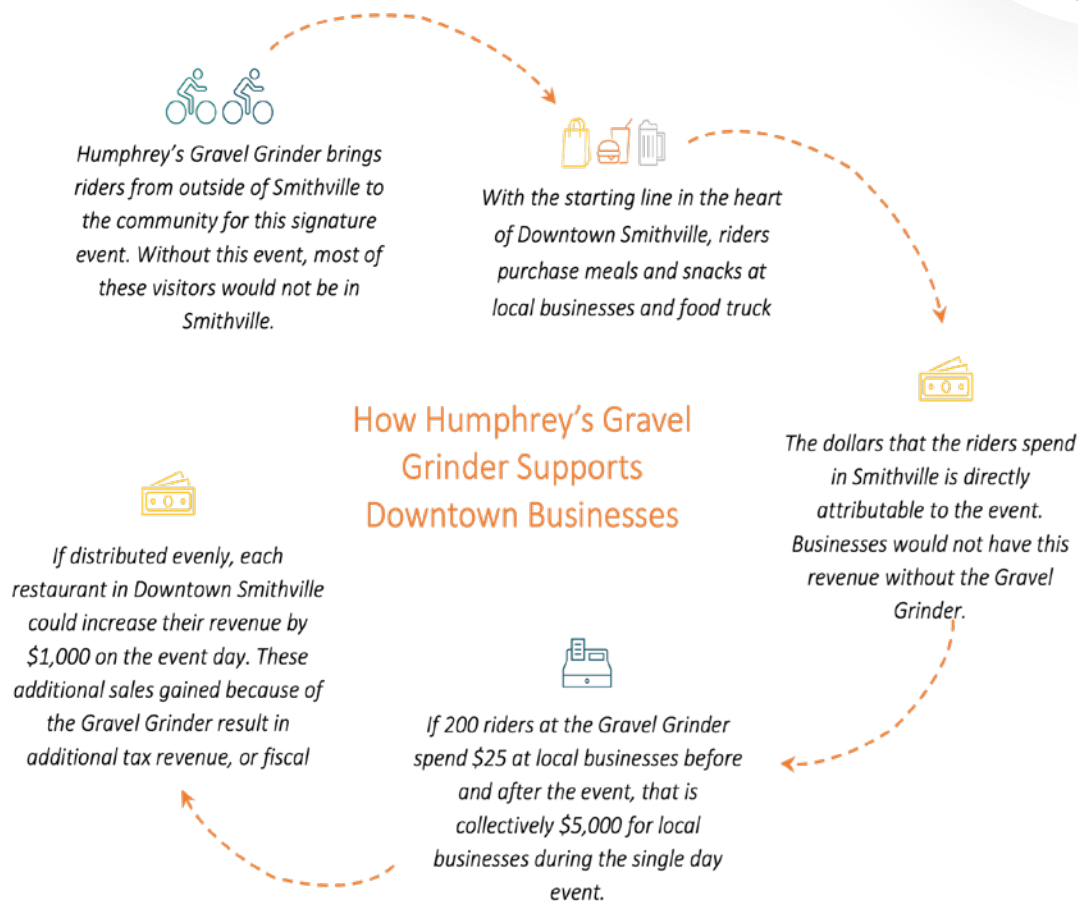 Humphrey's Gravel Grinder brings
riders from outside of Smithville to
the community for this signature
event. Without this event, most of
these visitors would not be in
Smithville.
With the starting line in the heart
of Downtown Smithville, riders
purchase meals and snacks at
local businesses and food truck
The dollars that the riders spend
in Smithville is directly
attributable to the event.
Businesses would not have this
revenue without the Gravel
Grinder.
How Humphrey's Gravel
Grinder Supports
Downtown Businesses
If 200 riders at the Gravel Grinder
spend $25 at local businesses before
and after the event, that is
collectively $5,000 for local
businesses during the single day
event.
If distributed evenly, each
restaurant in Downtown Smithville
could increase their revenue by
$1,000 on the event day. These
additional sales gained because of
the Gravel Grinder result in
additional tax revenue, or fiscal